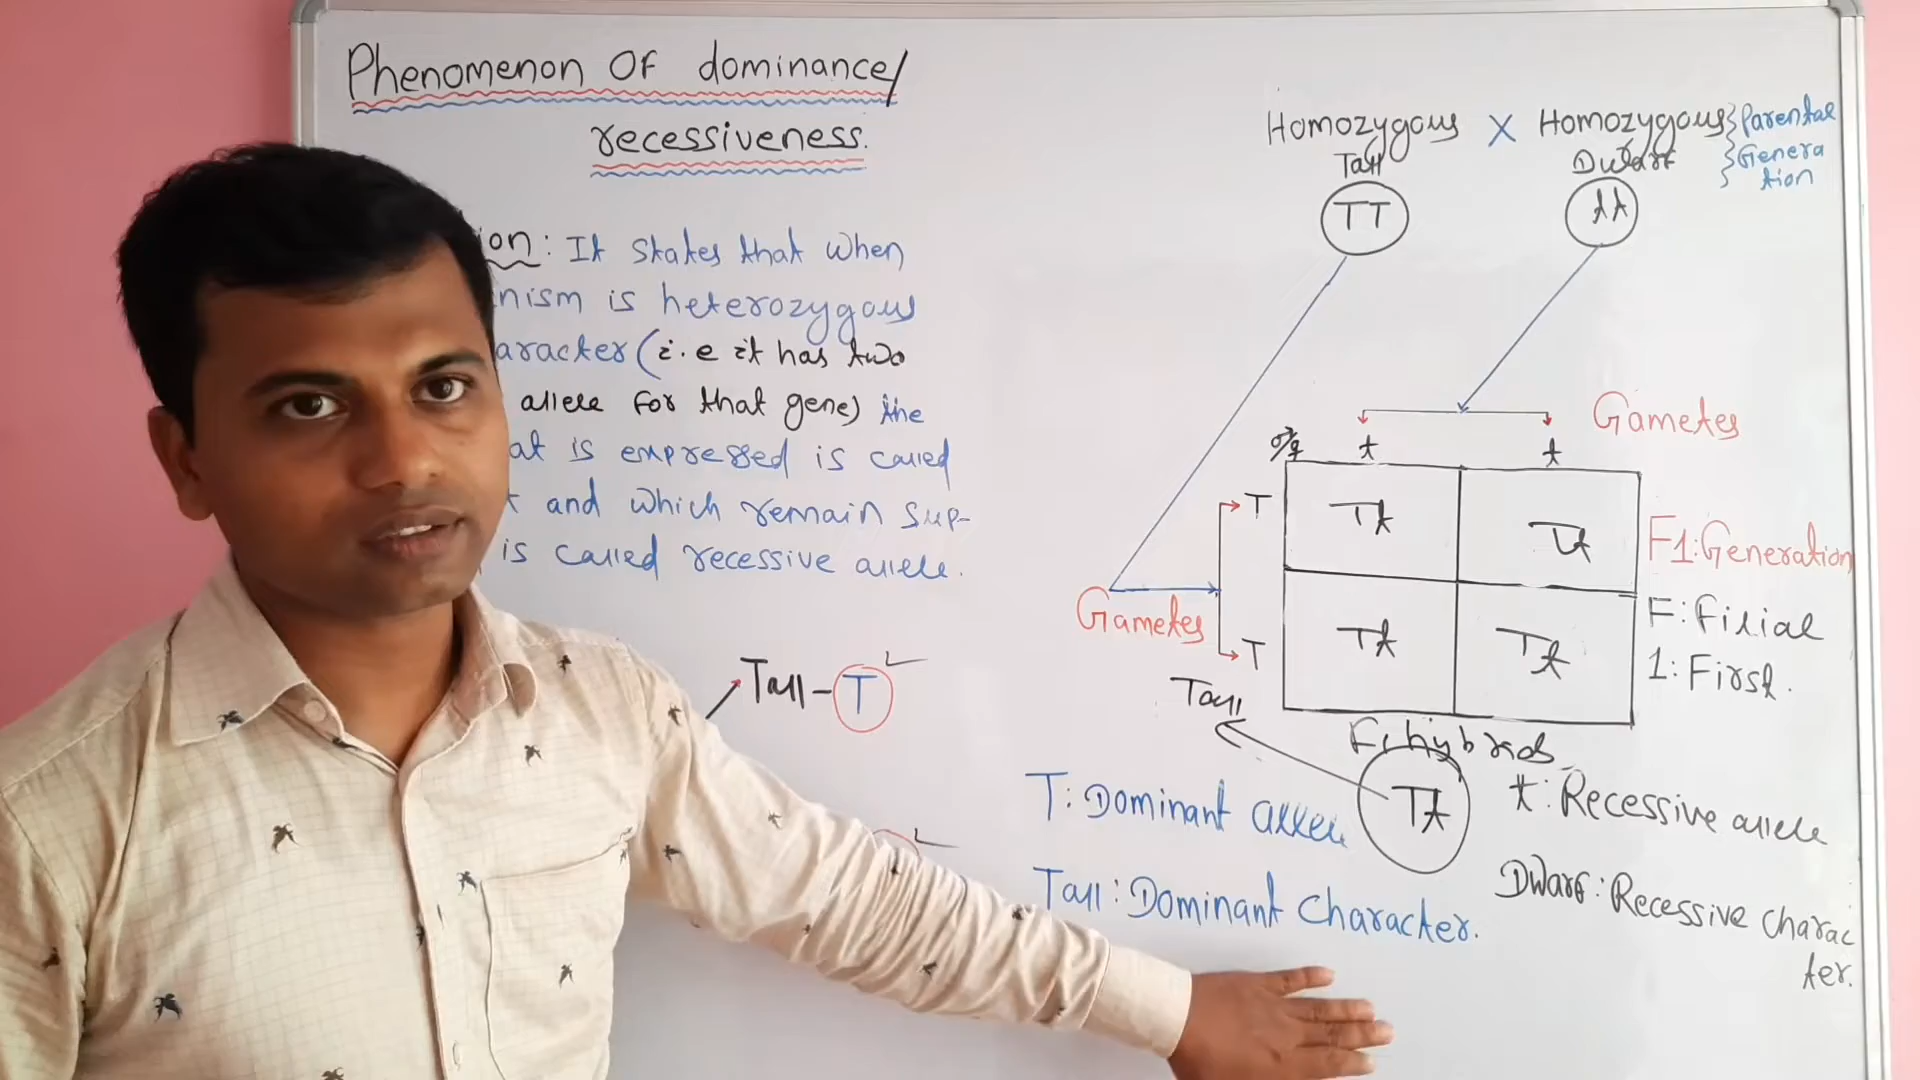 Phenomenon Of dominance/
recessiveness.
on: It states that when
nism is heterozygous
aracter (i.e it has two
allele for that gene) the
at is expressed is called
t and which remain sup-
is called recessive allele.
Tall - T
Homozygous X Homozygous } Parental
Tall Dwarf } Genera
tion
TT tt
Gametes
♂/♀ t t
T Tt Tt
F1: Generation
F: Filial
Gametes
T Tt Tt
1: First.
Tall
F1 hybrids
T: Dominant allele
Tt
t: Recessive allele
Tall: Dominant Character.
Dwarf: Recessive charac
ter.